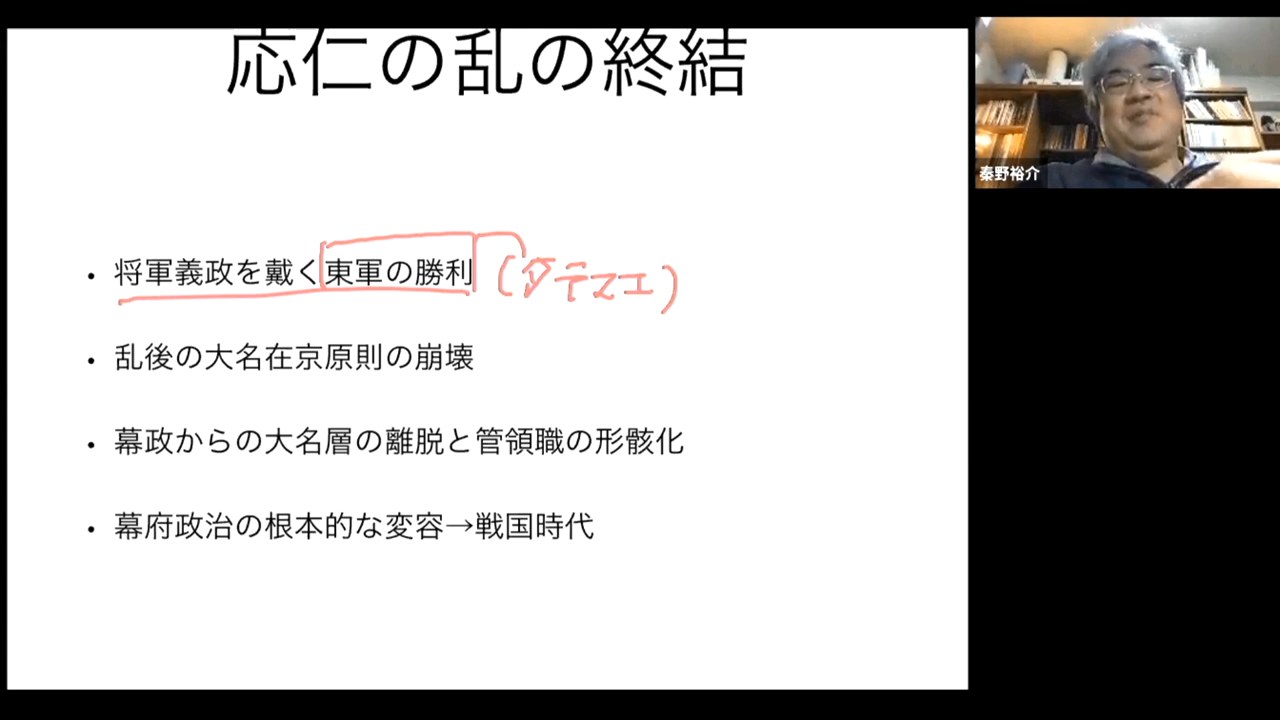 応仁の乱の終結
秦野裕介
・将軍義政を戴く東軍の勝利(タテマエ)
・乱後の大名在京原則の崩壊
・幕政からの大名層の離脱と管領職の形骸化
・幕府政治の根本的な変容→戦国時代